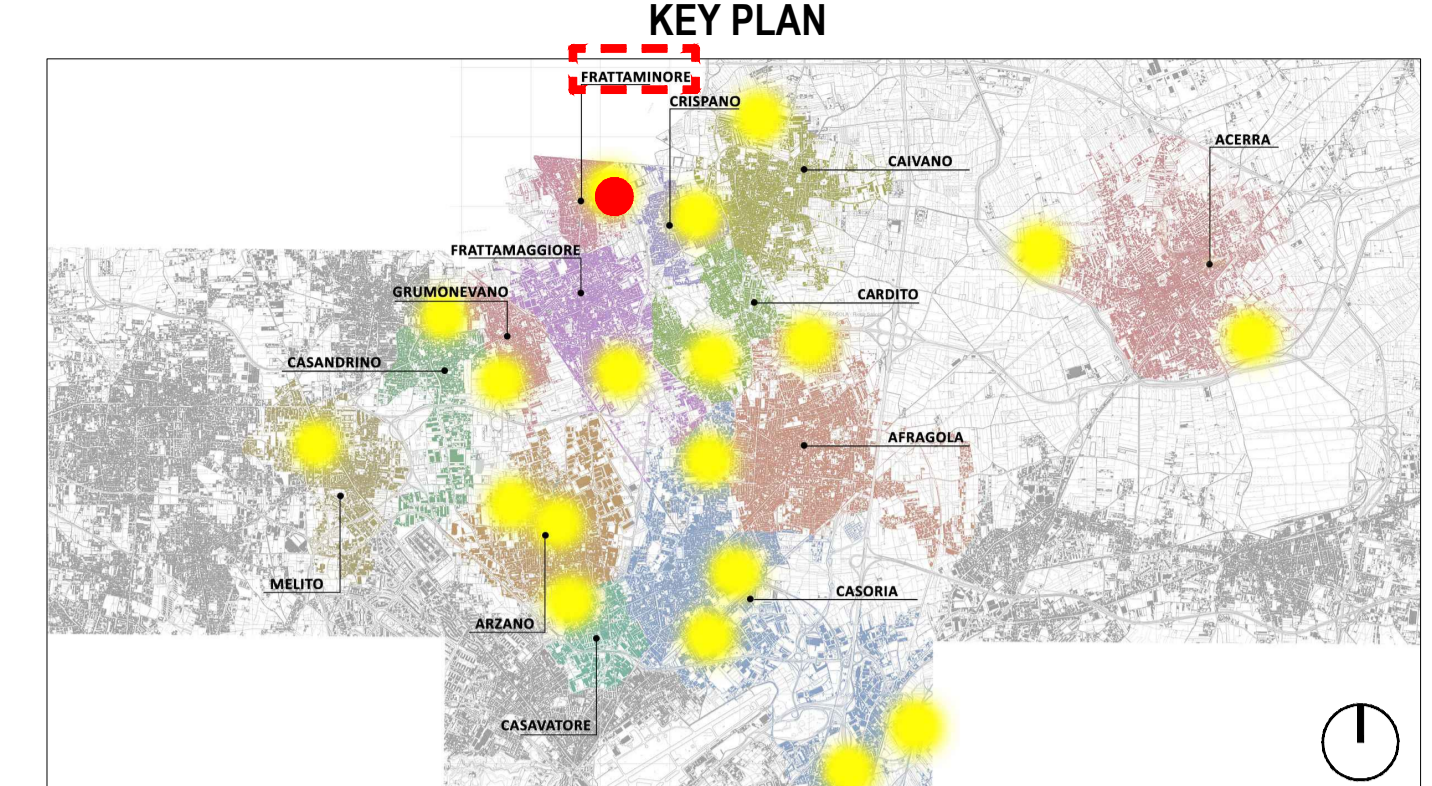 KEY PLAN
FRATTAMINORE
CRISPANO
ACERRA
CAIVANO
FRATTAMAGGIORE
GRUMONEVANO
CARDITO
CASANDRINO
AFRAGOLA
MELITO
CASORIA
ARZANO
CASAVATORE